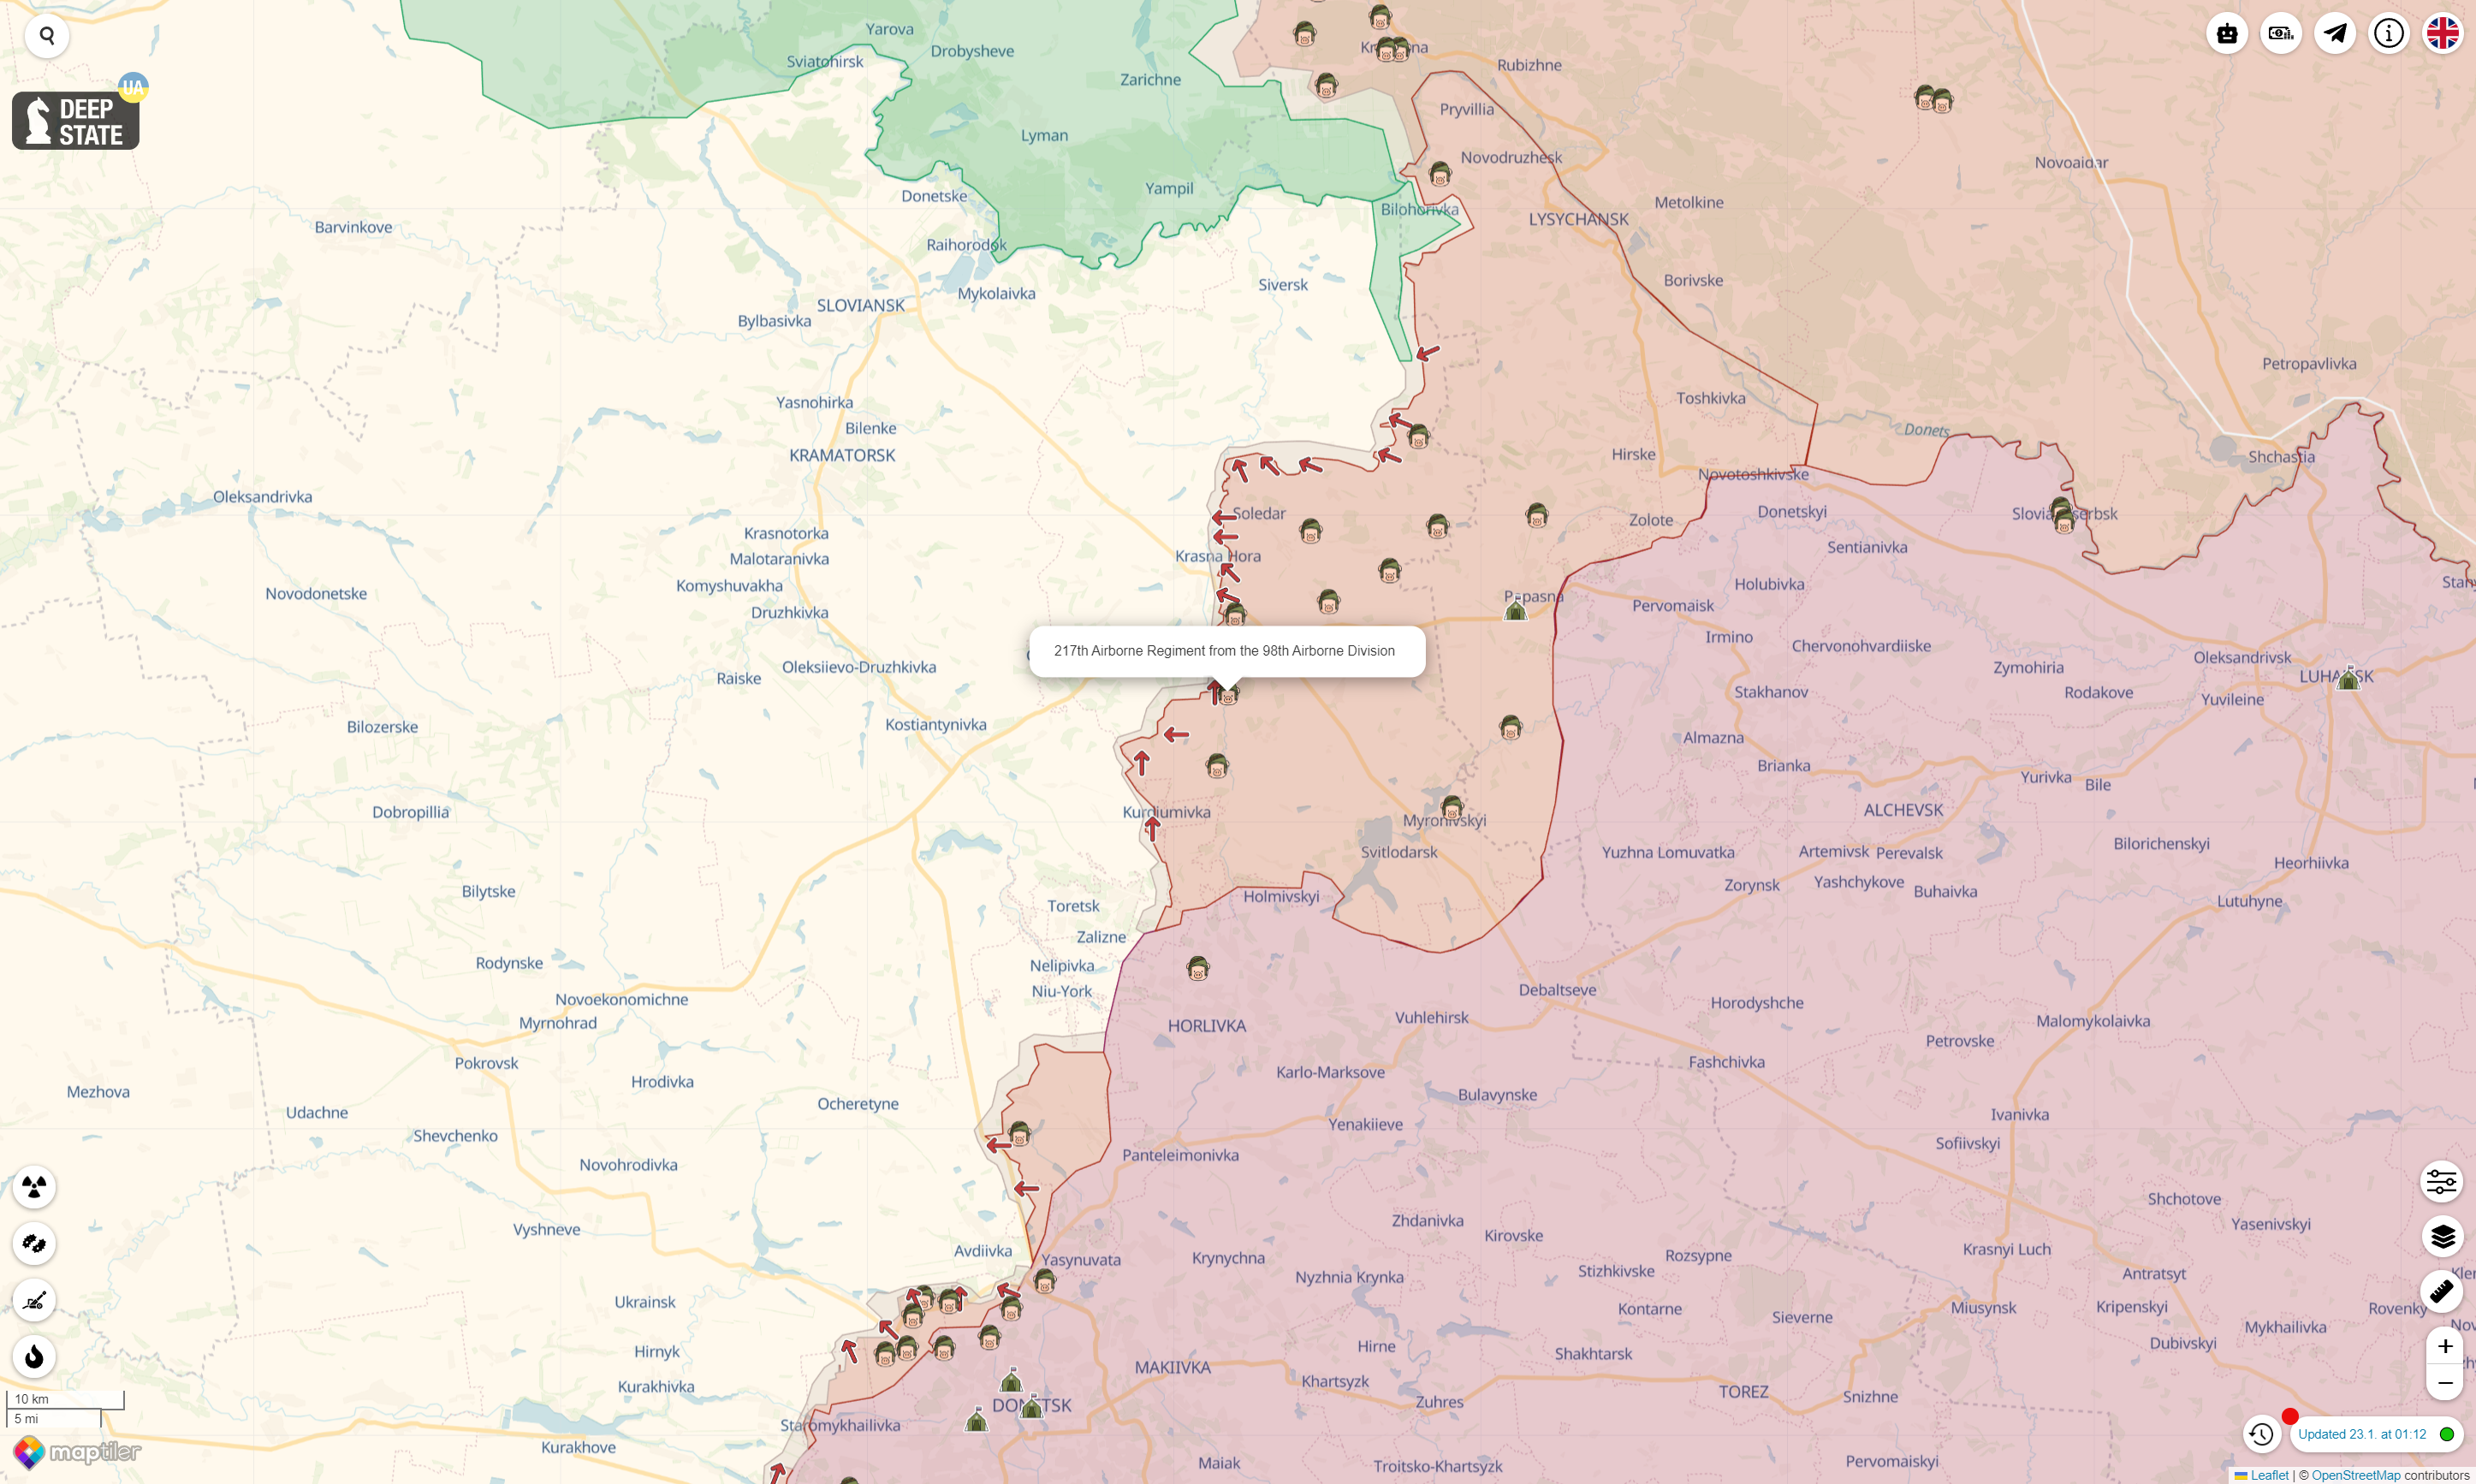 Yarova
Drobysheve
Sviatohirsk
Zarichne
Rubizhne
UA
DEEP
STATE
Pryvillia
Lyman
Novodruzhesk
Novoaidar
Yampil
Donetske
Metolkine
Bilohorivka
LYSYCHANSK
Barvinkove
Raihorodok
Borivske
Siversk
Mykolaivka
SLOVIANSK
Bylbasivka
Petropavlivka
Toshkivka
Yasnohirka
Bilenke
Donets
KRAMATORSK
Hirske
Shchastia
Novotoshkivske
Oleksandrivka
Soledar
Donetskyi
Zolote
Krasnotorka
Sentianivka
Krasna Hora
Malotaranivka
Komyshuvakha
Holubivka
Novodonetske
Druzhkivka
Pervomaisk
Irmino
Chervonohvardiiske
217th Airborne Regiment from the 98th Airborne Division
Oleksiievo-Druzhkivka
Raiske
Zymohiria
Oleksandrivsk
Stakhanov
Rodakove
Yuvileine
Bilozerske
Kostiantynivka
Almazna
Brianka
Yurivka
Bile
Dobropillia
Kurdiumivka
Myronivskyi
ALCHEVSK
Svitlodarsk
Yuzhna Lomuvatka
Artemivsk
Perevalsk
Bilorichenskyi
Heorhiivka
Bilytske
Holmivskyi
Zorynsk
Yashchykove
Buhaivka
Toretsk
Lutuhyne
Zalizne
Rodynske
Nelipivka
Niu-York
Novoekonomichne
Debaltseve
Horodyshche
Myrnohrad
HORLIVKA
Vuhlehirsk
Malomykolaivka
Petrovske
Pokrovsk
Fashchivka
Mezhova
Hrodivka
Karlo-Marksove
Udachne
Ocheretyne
Bulavynske
Shevchenko
Yenakiieve
Ivanivka
Sofiivskyi
Novohrodivka
Panteleimonivka
Shchotove
Vyshneve
Zhdanivka
Yasenivskyi
Kirovske
Avdiivka
Yasynuvata
Krynychna
Rozsypne
Krasnyi Luch
Nyzhnia Krynka
Stizhkivske
Antratsyt
Ukrainsk
Kontarne
Sieverne
Miusynsk
Kripenskyi
Rovenky
Mykhailivka
Hirnyk
Hirne
Shakhtarsk
Dubivskyi
MAKIIVKA
Kurakhivka
Khartsyzk
TOREZ
Snizhne
10 km
5 mi
Zuhres
Staromykhailivka
Updated 23.1. at 01:12
Kurakhove
maptiler
Maiak
Troitsko-Khartsyzk
Pervomaiskyi
Leaflet | © OpenStreetMap contributors